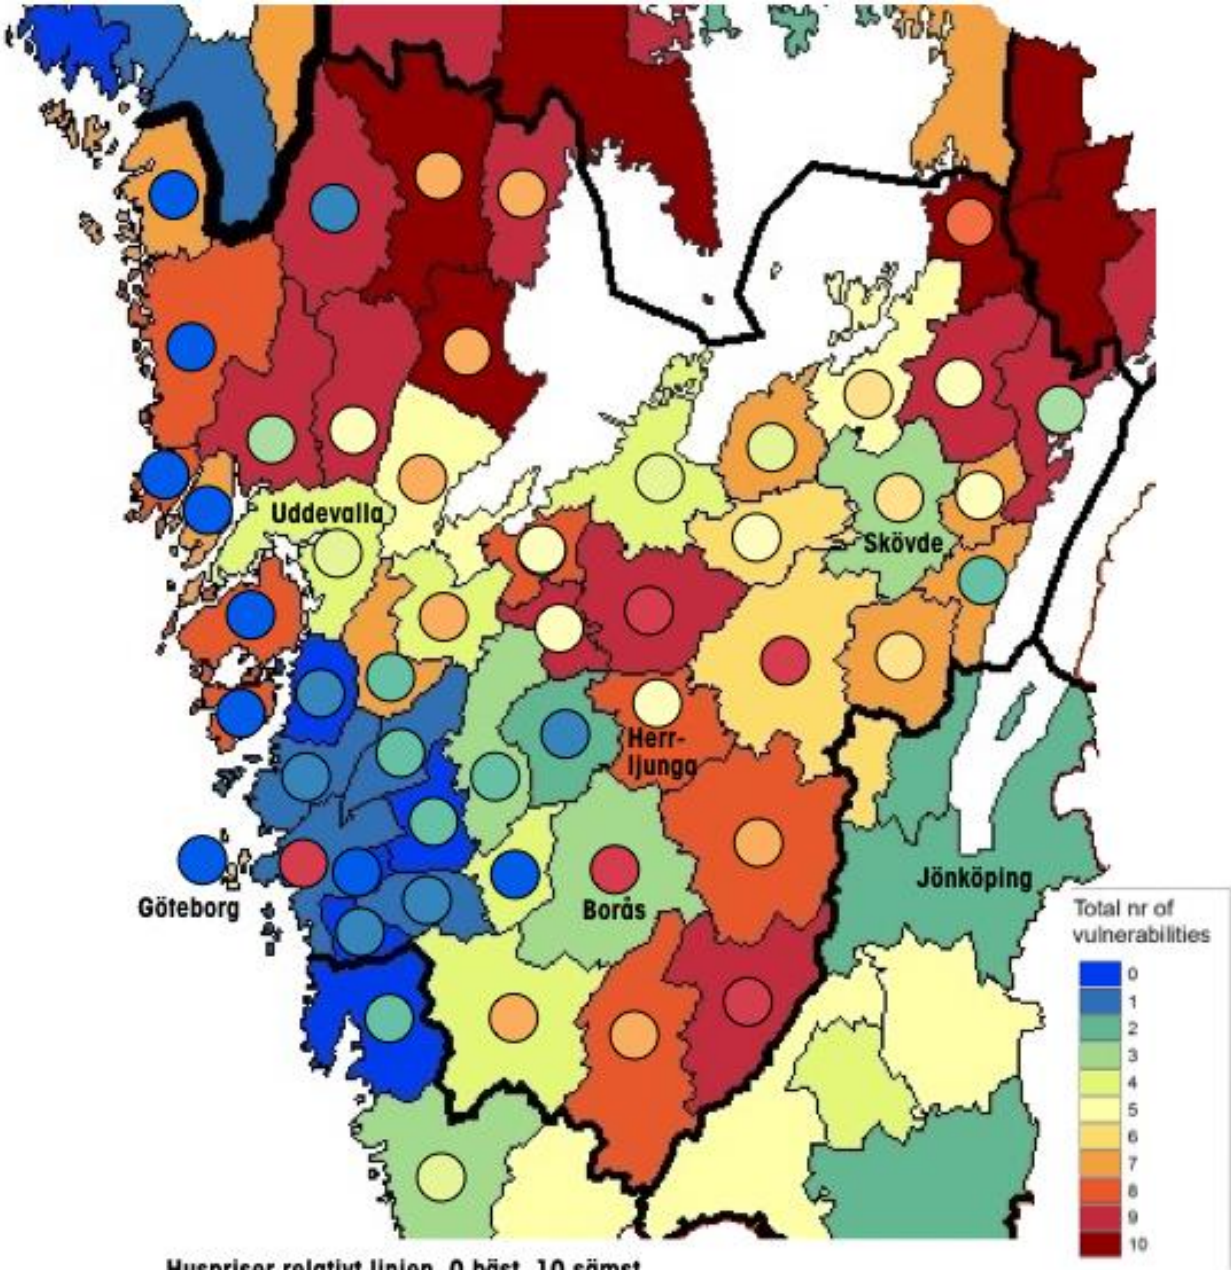 Uddevalla
Skövde
Herr-
ljunga
Jönköping
Göteborg
Borås
Total nr of
vulnerabilities
0
1
2
3
4
5
6
7
8
9
10
Huspriser relativt linjen, 0 bäst, 10 sämst